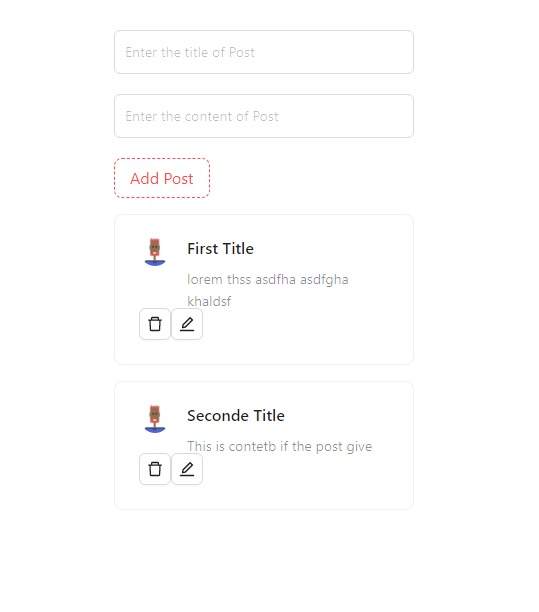 Enter the title of Post
Enter the content of Post
Add Post
First Title
lorem thss asdfha asdfgha
khaldsf
Seconde Title
This is contetb if the post give